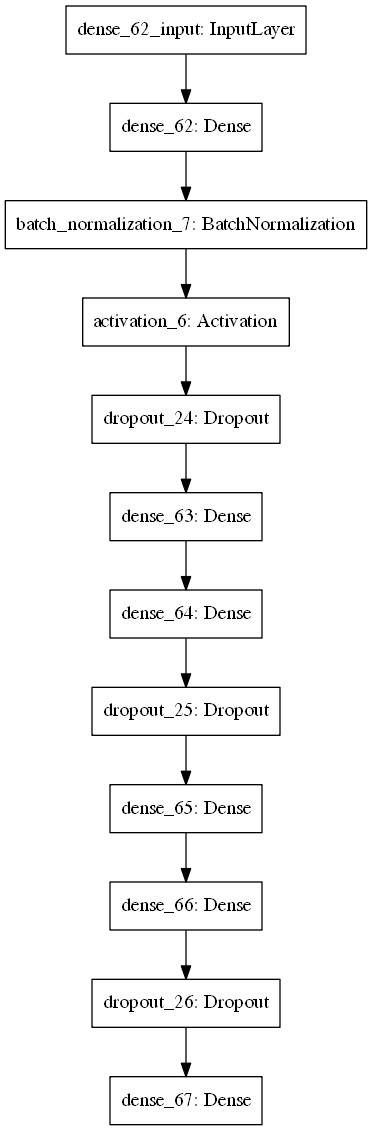 dense_62_input: InputLayer
dense_62: Dense
batch_normalization_7: BatchNormalization
activation_6: Activation
dropout_24: Dropout
dense_63: Dense
dense_64: Dense
dropout_25: Dropout
dense_65: Dense
dense_66: Dense
dropout_26: Dropout
dense_67: Dense